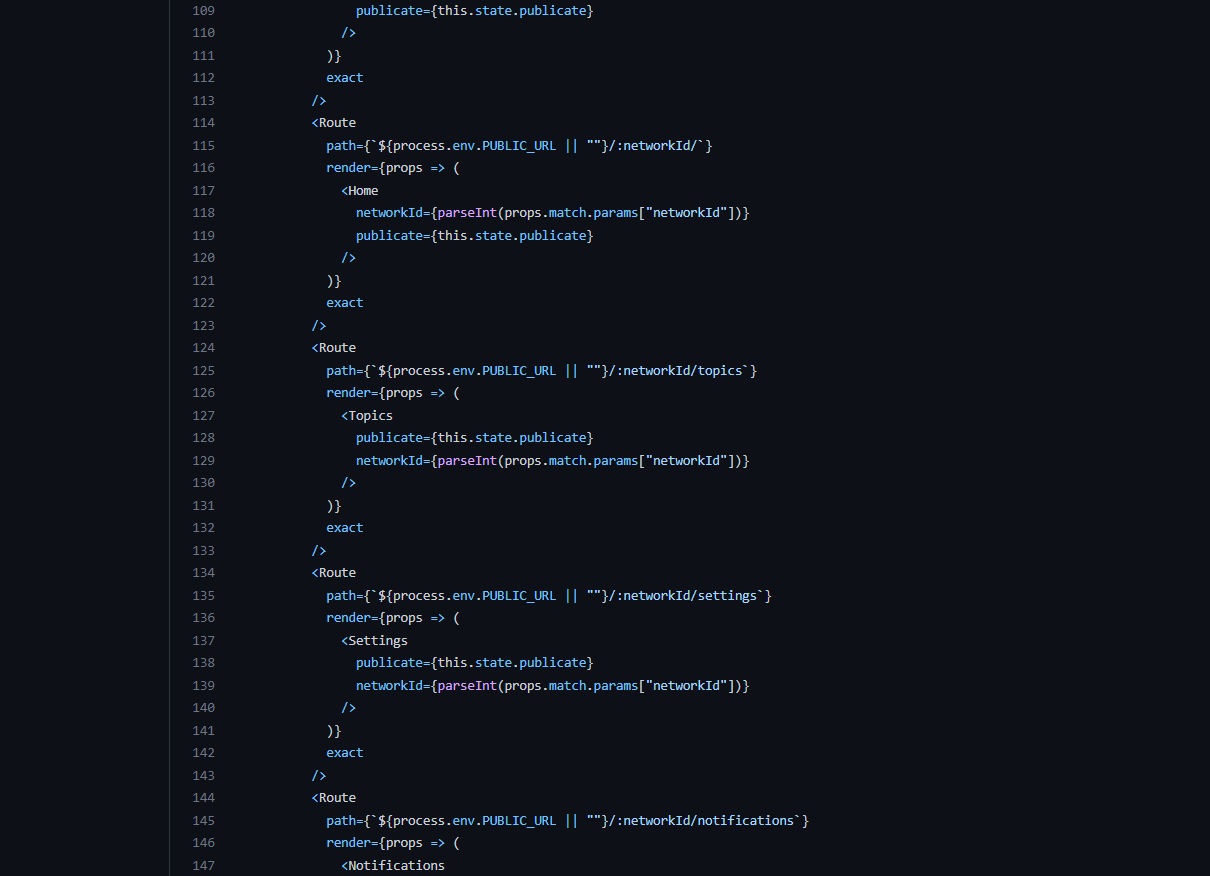 109 publicate={this.state.publicate}
110 />
111 )}
112 exact
113 />
114 <Route
115 path={`${process.env.PUBLIC_URL || ""}/:networkId/`}
116 render={props => (
117 <Home
118 networkId={parseInt(props.match.params["networkId"])}
119 publicate={this.state.publicate}
120 />
121 )}
122 exact
123 />
124 <Route
125 path={`${process.env.PUBLIC_URL || ""}/:networkId/topics`}
126 render={props => (
127 <Topics
128 publicate={this.state.publicate}
129 networkId={parseInt(props.match.params["networkId"])}
130 />
131 )}
132 exact
133 />
134 <Route
135 path={`${process.env.PUBLIC_URL || ""}/:networkId/settings`}
136 render={props => (
137 <Settings
138 publicate={this.state.publicate}
139 networkId={parseInt(props.match.params["networkId"])}
140 />
141 )}
142 exact
143 />
144 <Route
145 path={`${process.env.PUBLIC_URL || ""}/:networkId/notifications`}
146 render={props => (
147 <Notifications